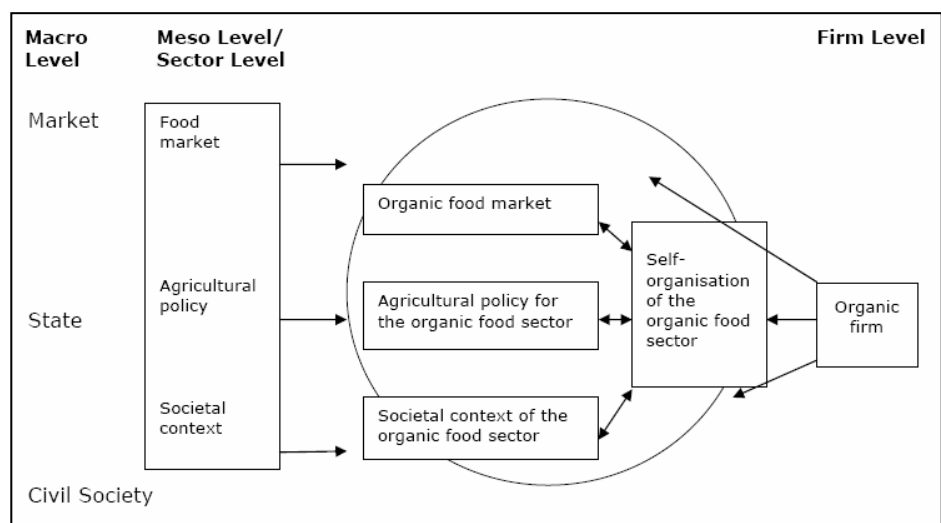 Macro
Level
Meso Level/
Sector Level
Firm Level
Market
Food
market
Organic food market
Self-
organisation
of the
organic food
sector
Agricultural
policy
State
Agricultural policy for
the organic food sector
Organic
firm
Societal
context
Societal context of the
organic food sector
Civil Society